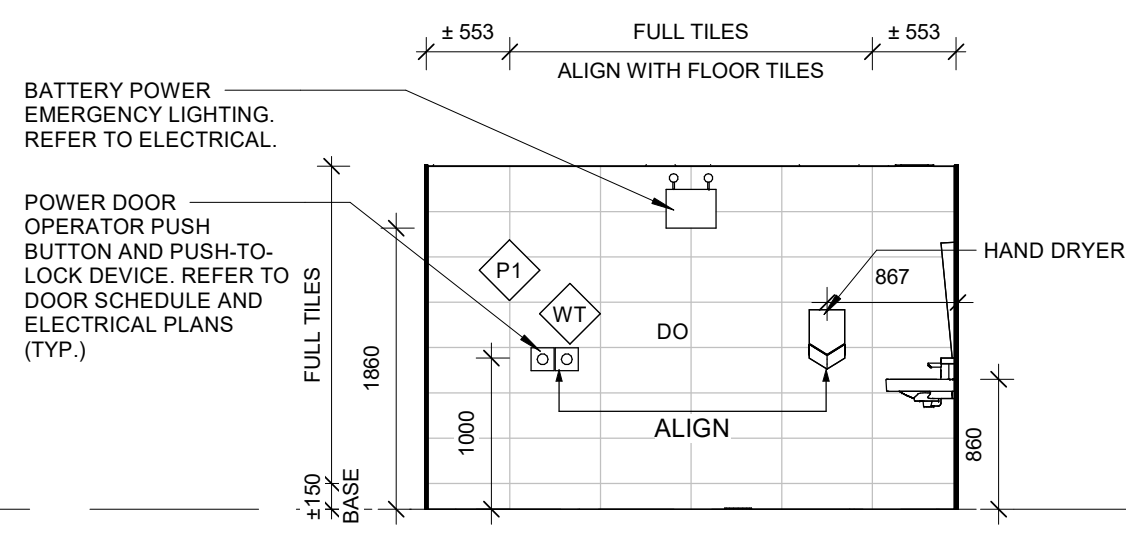 ± 553
FULL TILES
± 553
ALIGN WITH FLOOR TILES
BATTERY POWER
EMERGENCY LIGHTING.
REFER TO ELECTRICAL.
POWER DOOR
OPERATOR PUSH
BUTTON AND PUSH-TO-
LOCK DEVICE. REFER TO
DOOR SCHEDULE AND
ELECTRICAL PLANS
(TYP.)
FULL TILES
±150
BASE
1860
1000
P1
WT
DO
ALIGN
HAND DRYER
867
860